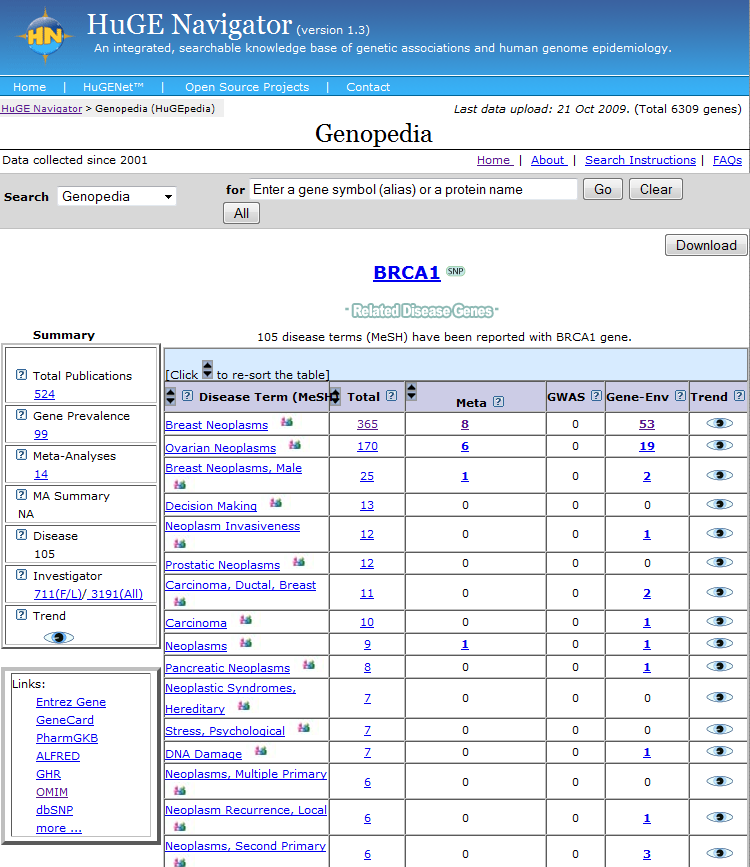 HN
HuGE Navigator (version 1.3)
An integrated, searchable knowledge base of genetic associations and human genome epidemiology.
Home | HuGENet™ | Open Source Projects | Contact
HuGE Navigator > Genopedia (HuGEpedia)
Last data upload: 21 Oct 2009. (Total 6309 genes)
Genopedia
Data collected since 2001
Home | About | Search Instructions | FAQs
Search Genopedia for Enter a gene symbol (alias) or a protein name Go Clear
All
Download
BRCA1 SNP
- Related Disease Genes -
105 disease terms (MeSH) have been reported with BRCA1 gene.
Summary
? Total Publications
524
? Gene Prevalence
99
? Meta-Analyses
14
? MA Summary
NA
? Disease
105
? Investigator
711(F/L)/ 3191(All)
? Trend
Links:
Entrez Gene
GeneCard
PharmGKB
ALFRED
GHR
OMIM
dbSNP
more ...
[Click to re-sort the table]
? Disease Term (MeSH Total ? Meta ? GWAS ? Gene-Env ? Trend ?
Breast Neoplasms 365 8 0 53
Ovarian Neoplasms 170 6 0 19
Breast Neoplasms, Male 25 1 0 2
Decision Making 13 0 0 0
Neoplasm Invasiveness 12 0 0 1
Prostatic Neoplasms 12 0 0 0
Carcinoma, Ductal, Breast 11 0 0 2
Carcinoma 10 0 0 1
Neoplasms 9 1 0 1
Pancreatic Neoplasms 8 0 0 1
Neoplastic Syndromes,
Hereditary 7 0 0 0
Stress, Psychological 7 0 0 0
DNA Damage 7 0 0 1
Neoplasms, Multiple Primary 6 0 0 0
Neoplasm Recurrence, Local 6 0 0 1
Neoplasms, Second Primary 6 0 0 3